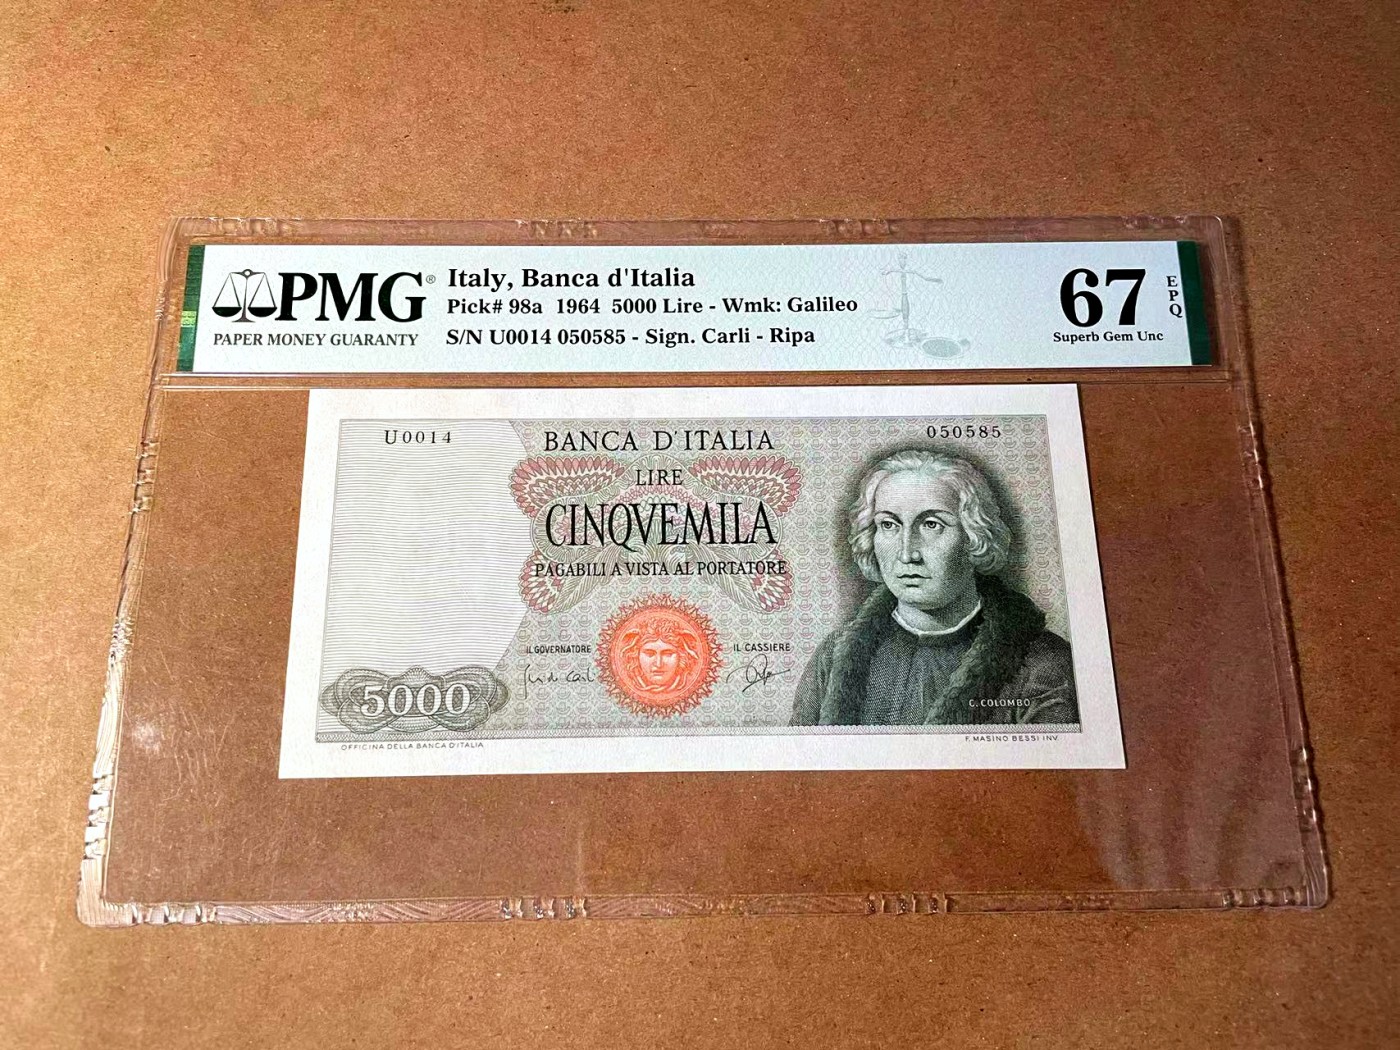 PMG®
PAPER MONEY GUARANTY
Italy, Banca d'Italia
Pick# 98a 1964 5000 Lire - Wmk: Galileo
S/N U0014 050585 - Sign. Carli - Ripa
67
EPQ
Superb Gem Unc
U0014
BANCA D'ITALIA
050585
LIRE
CINQVEMILA
PAGABILI A VISTA AL PORTATORE
IL GOVERNATORE
IL CASSIERE
5000
C. COLOMBO
OFFICINA DELLA BANCA D'ITALIA
F. MASINO BESSI INV.